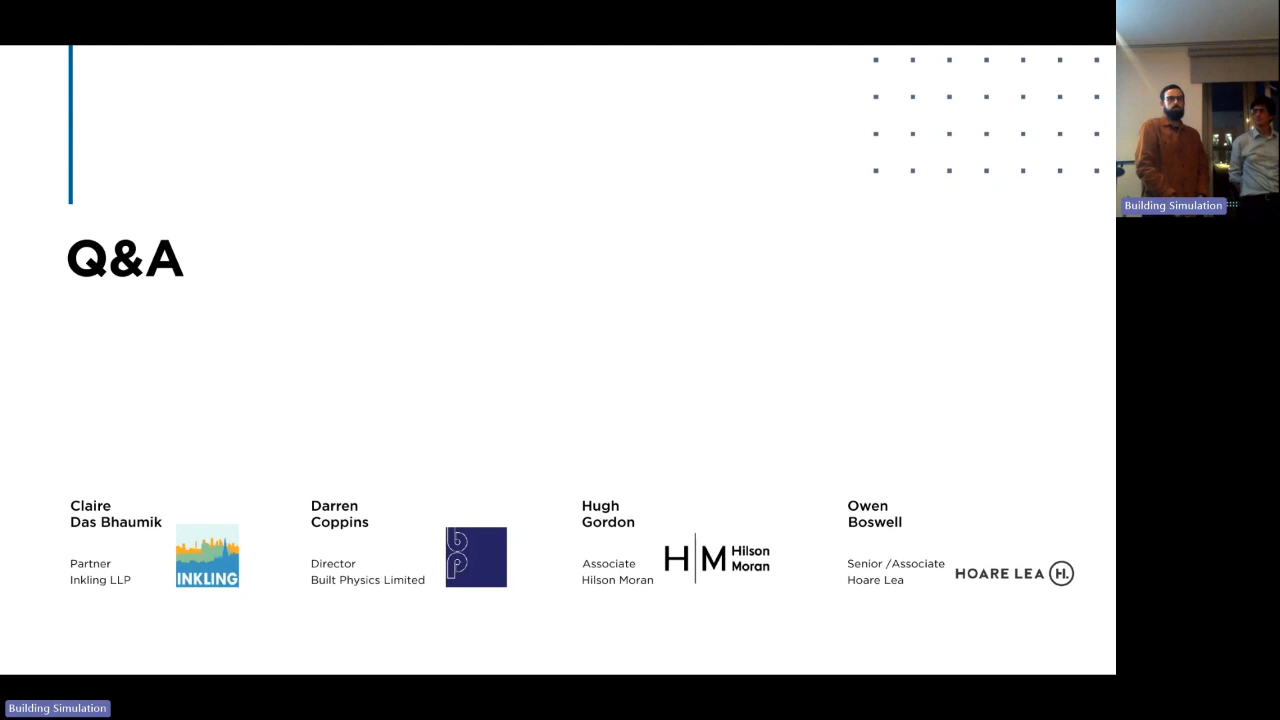 Building Simulation
Q&A
Claire
Das Bhaumik
Partner
Inkling LLP
INKLING
Darren
Coppins
Director
Built Physics Limited
bp
Hugh
Gordon
Associate
Hilson Moran
H|M Hilson
Moran
Owen
Boswell
Senior /Associate
Hoare Lea
HOARE LEA H.
Building Simulation